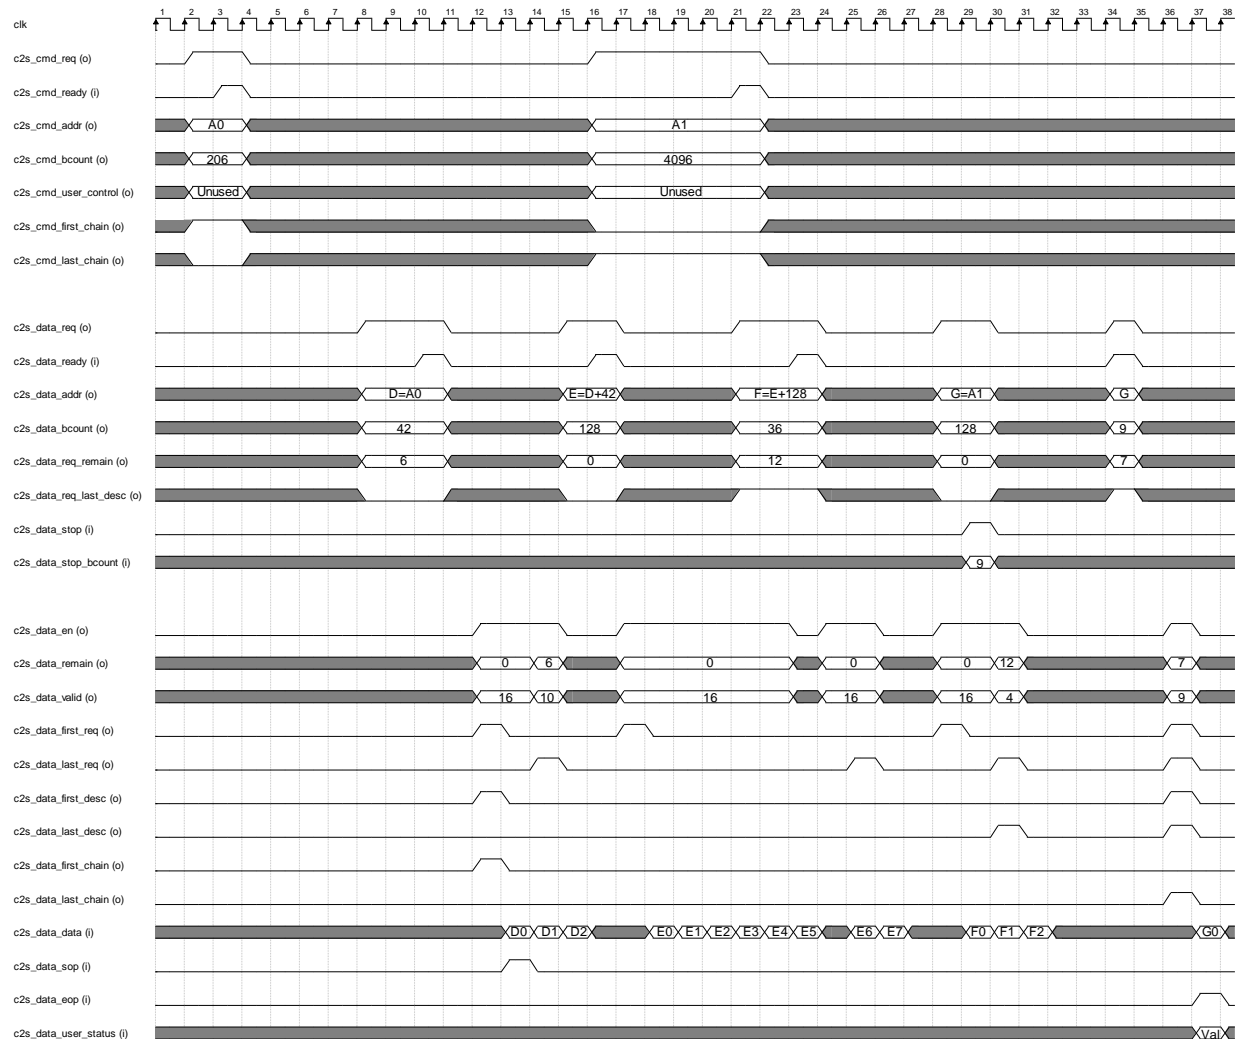 1 2 3 4 5 6 7 8 9 10 11 12 13 14 15 16 17 18 19 20 21 22 23 24 25 26 27 28 29 30 31 32 33 34 35 36 37 38
clk
c2s_cmd_req (o)
c2s_cmd_ready (i)
c2s_cmd_addr (o) A0 A1
c2s_cmd_bcount (o) 206 4096
c2s_cmd_user_control (o) Unused Unused
c2s_cmd_first_chain (o)
c2s_cmd_last_chain (o)
c2s_data_req (o)
c2s_data_ready (i)
c2s_data_addr (o) D=A0 E=D+42 F=E+128 G=A1 G
c2s_data_bcount (o) 42 128 36 128 9
c2s_data_req_remain (o) 6 0 12 0 7
c2s_data_req_last_desc (o)
c2s_data_stop (i)
c2s_data_stop_bcount (i) 9
c2s_data_en (o)
c2s_data_remain (o) 0 6 0 0 0 12 7
c2s_data_valid (o) 16 10 16 16 16 4 9
c2s_data_first_req (o)
c2s_data_last_req (o)
c2s_data_first_desc (o)
c2s_data_last_desc (o)
c2s_data_first_chain (o)
c2s_data_last_chain (o)
c2s_data_data (i) D0 D1 D2 E0 E1 E2 E3 E4 E5 E6 E7 F0 F1 F2 G0
c2s_data_sop (i)
c2s_data_eop (i)
c2s_data_user_status (i) Val